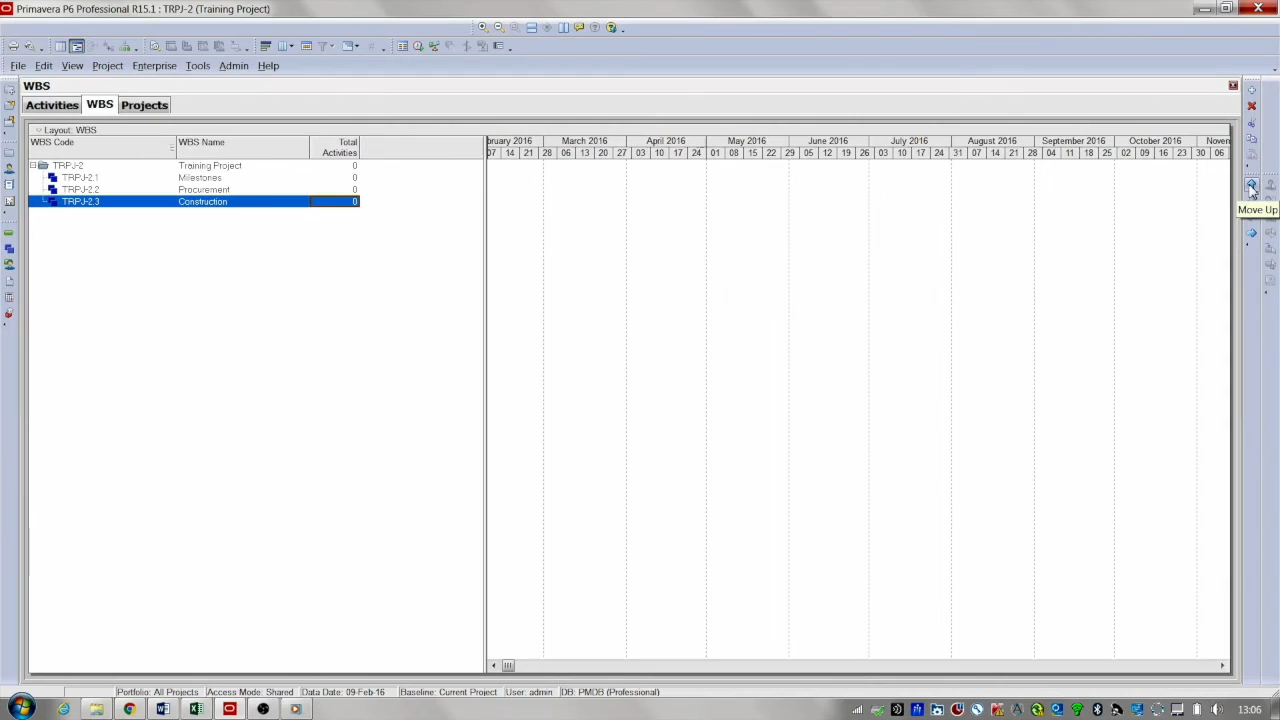 Primavera P6 Professional R15.1 : TRPJ-2 (Training Project)
File Edit View Project Enterprise Tools Admin Help
WBS
Activities WBS Projects
Layout: WBS
WBS Code WBS Name Total Activities
TRPJ-2 Training Project 0
TRPJ-2.1 Milestones 0
TRPJ-2.2 Procurement 0
TRPJ-2.3 Construction 0
bruary 2016 March 2016 April 2016 May 2016 June 2016 July 2016 August 2016 September 2016 October 2016 Novem
07 14 21 28 06 13 20 27 03 10 17 24 01 08 15 22 29 05 12 19 26 03 10 17 24 31 07 14 21 28 04 11 18 25 02 09 16 23 30 06
Move Up
Portfolio: All Projects Access Mode: Shared Data Date: 09-Feb-16 Baseline: Current Project User: admin DB: PMDB (Professional)
13:06